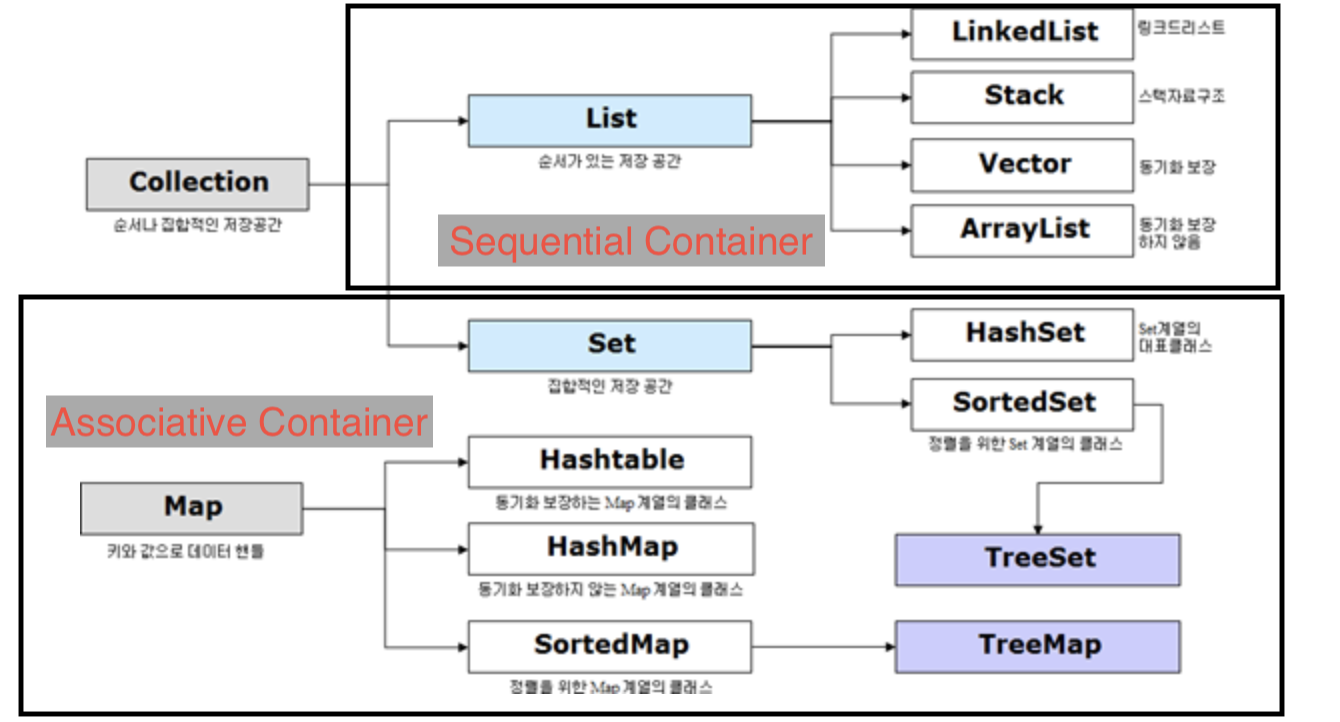 LinkedList
링크드리스트
Stack
스택자료구조
List
순서가 있는 저장 공간
Vector
동기화 보장
Collection
순서나 집합적인 저장공간
ArrayList
동기화 보장
하지 않음
Sequential Container
Set
집합적인 저장 공간
HashSet
Set계열의
대표클래스
SortedSet
정렬을 위한 Set 계열의 클래스
Associative Container
Hashtable
동기화 보장하는 Map 계열의 클래스
Map
키와 값으로 데이터 핸들
HashMap
동기화 보장하지 않는 Map 계열의 클래스
TreeSet
SortedMap
정렬을 위한 Map 계열의 클래스
TreeMap